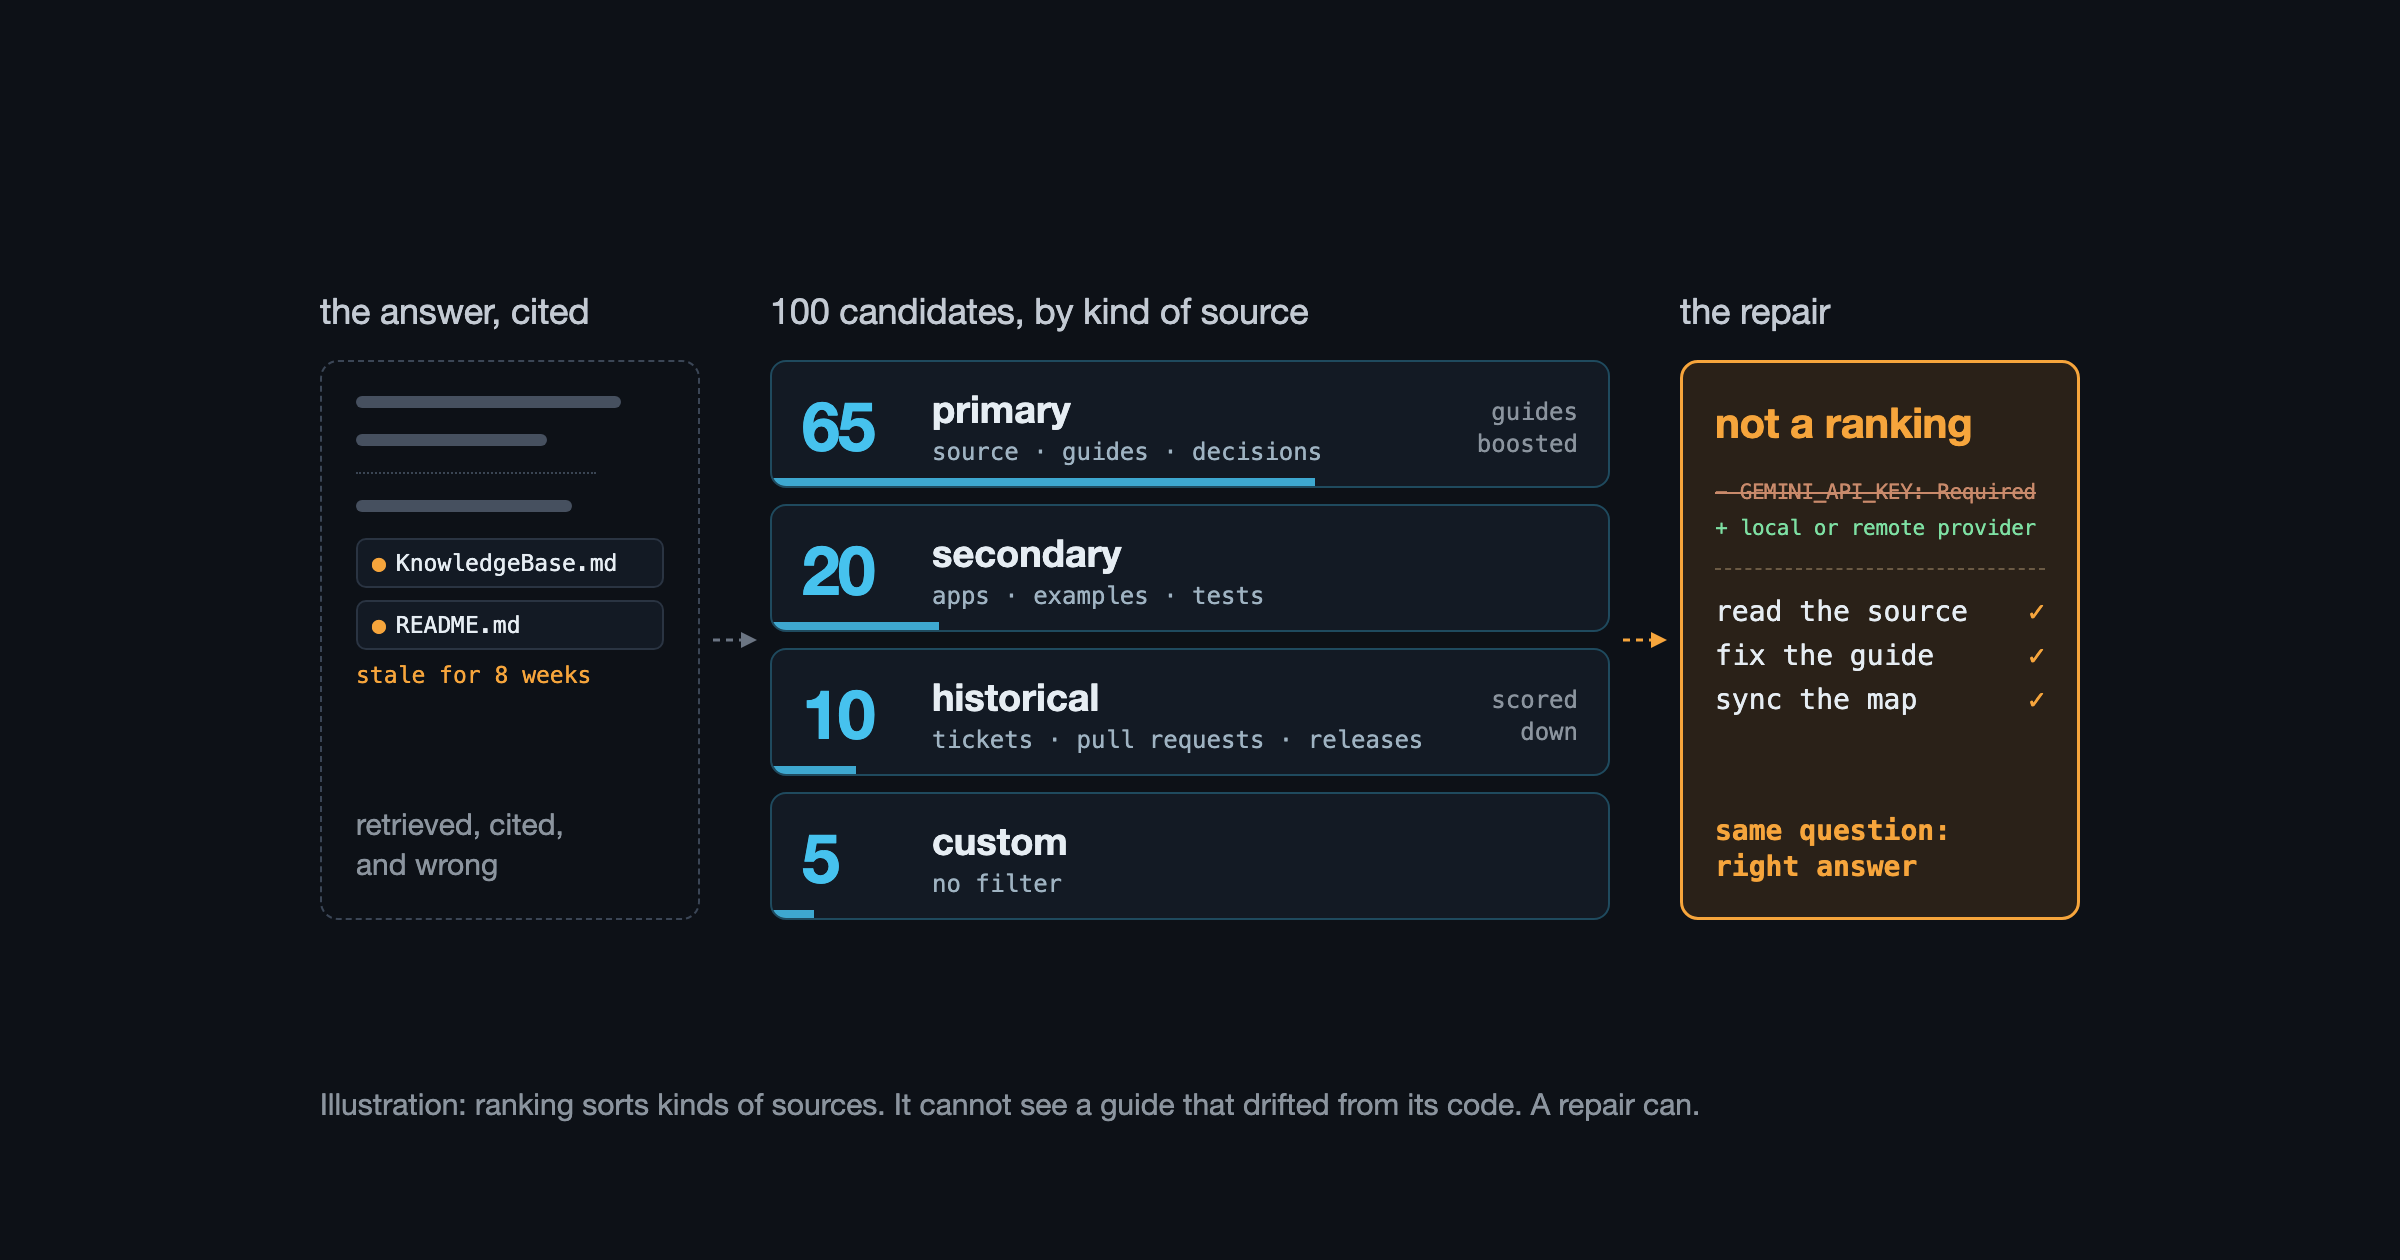 the answer, cited
KnowledgeBase.md
README.md
stale for 8 weeks
retrieved, cited,
and wrong
100 candidates, by kind of source
65
primary
source · guides · decisions
guides
boosted
20
secondary
apps · examples · tests
10
historical
tickets · pull requests · releases
scored
down
5
custom
no filter
the repair
not a ranking
− GEMINI_API_KEY: Required
+ local or remote provider
read the source ✓
fix the guide ✓
sync the map ✓
same question:
right answer
Illustration: ranking sorts kinds of sources. It cannot see a guide that drifted from its code. A repair can.